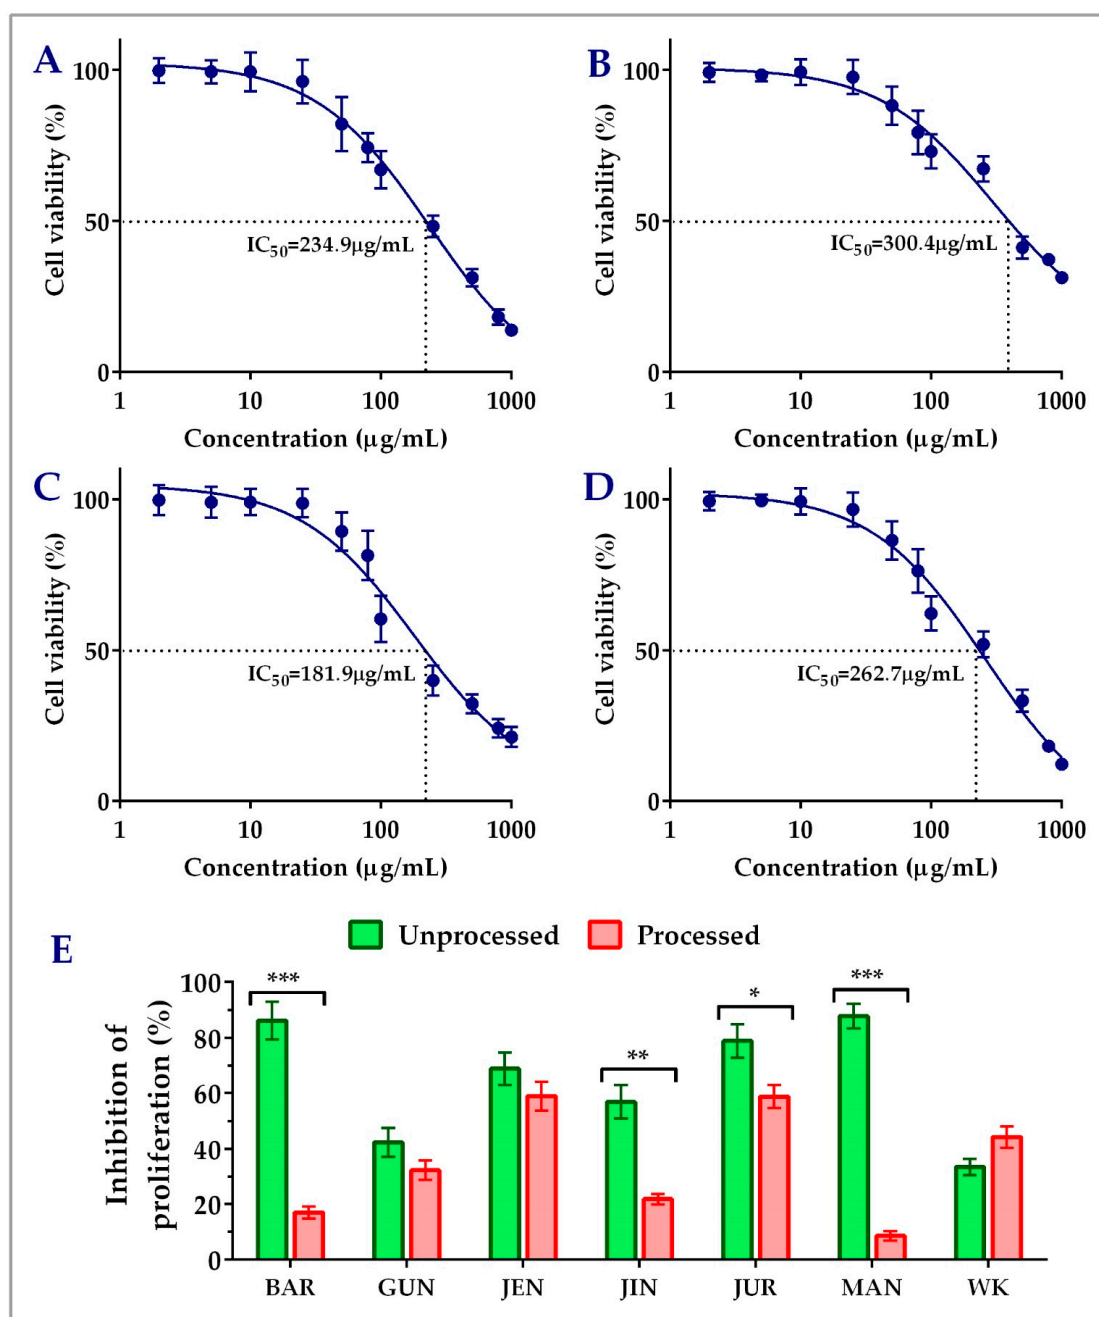 A
Cell viability (%)
100
50
0
IC50=234.9µg/mL
1 10 100 1000
Concentration (µg/mL)
B
Cell viability (%)
100
50
0
IC50=300.4µg/mL
1 10 100 1000
Concentration (µg/mL)
C
Cell viability (%)
100
50
0
IC50=181.9µg/mL
1 10 100 1000
Concentration (µg/mL)
D
Cell viability (%)
100
50
0
IC50=262.7µg/mL
1 10 100 1000
Concentration (µg/mL)
E
Unprocessed Processed
Inhibition of
proliferation (%)
100
80
60
40
20
0
***
**
*
***
BAR GUN JEN JIN JUR MAN WK